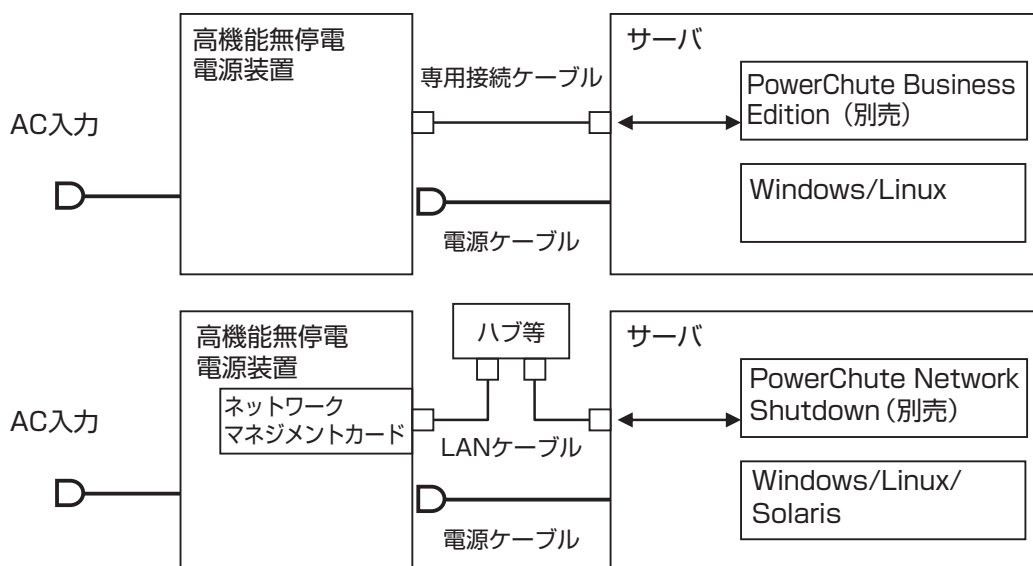 高機能無停電
電源装置
サーバ
専用接続ケーブル
PowerChute Business
Edition（別売）
AC入力
Windows/Linux
電源ケーブル
高機能無停電
電源装置
ハブ等
サーバ
ネットワーク
マネジメントカード
PowerChute Network
Shutdown（別売）
AC入力
LANケーブル
Windows/Linux/
Solaris
電源ケーブル